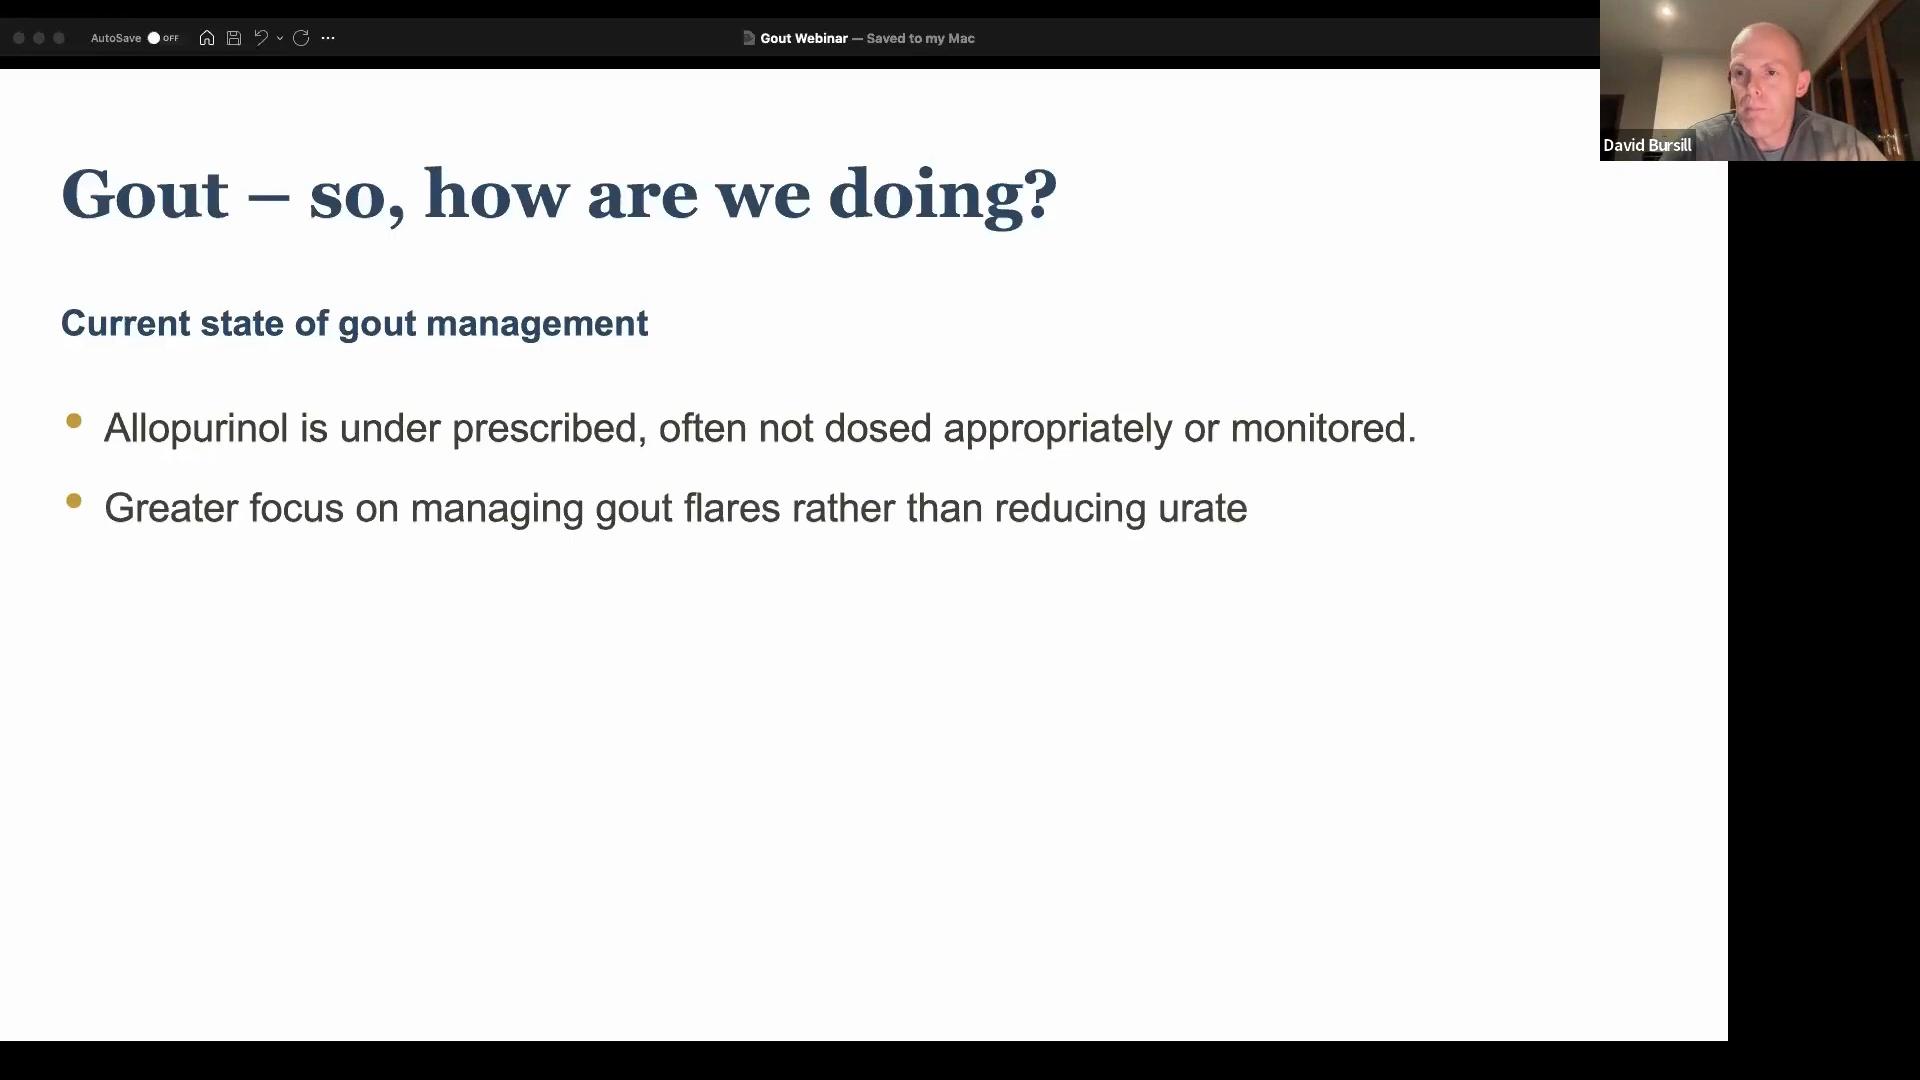 AutoSave OFF
Gout Webinar — Saved to my Mac
David Bursill
Gout – so, how are we doing?
Current state of gout management
• Allopurinol is under prescribed, often not dosed appropriately or monitored.
• Greater focus on managing gout flares rather than reducing urate